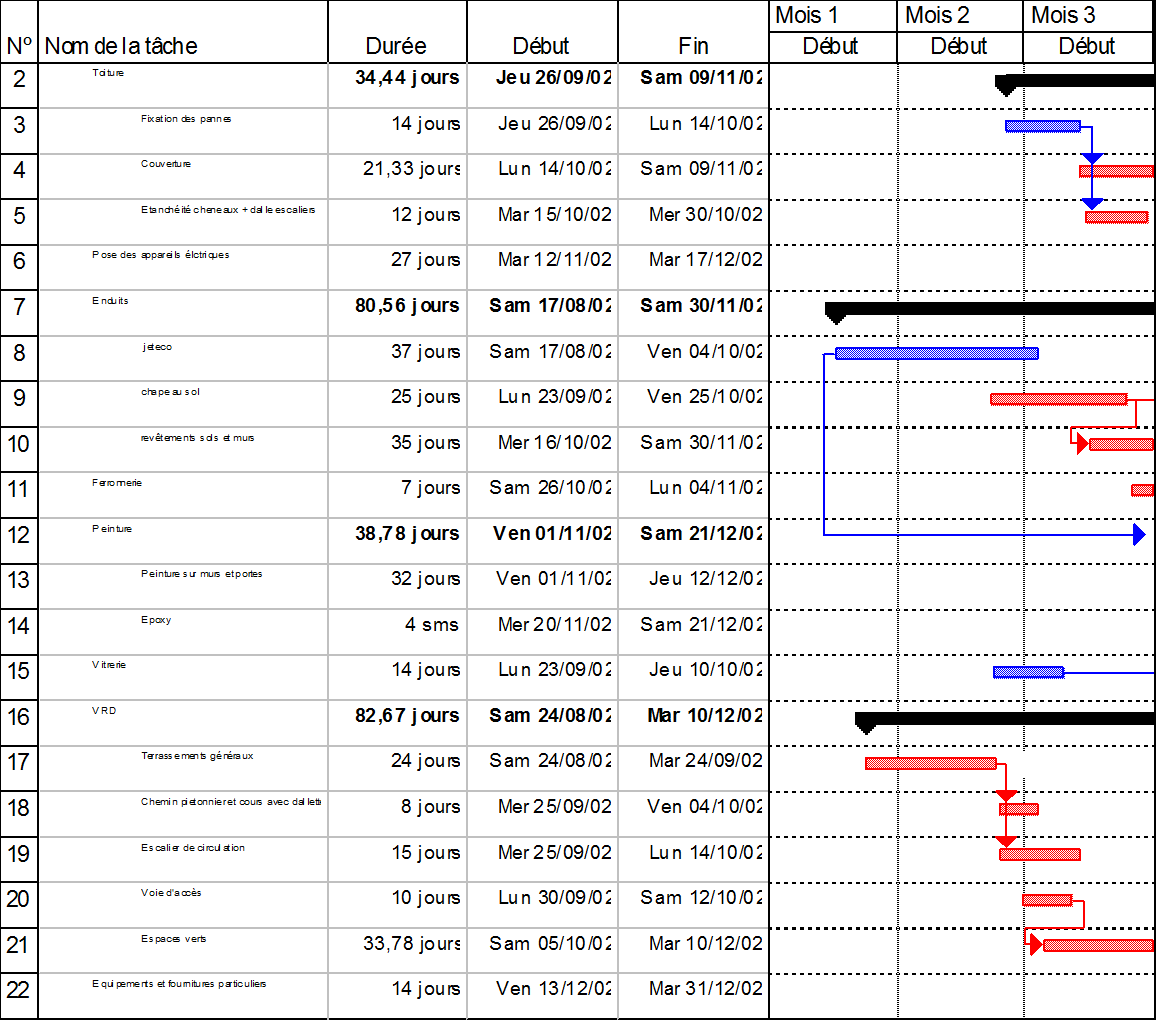 Mois 1 Mois 2 Mois 3
N° Nom de la tâche Durée Début Fin Début Début Début
2 Toiture 34,44 jours Jeu 26/09/02 Sam 09/11/02
3 Fixation des pannes 14 jours Jeu 26/09/02 Lun 14/10/02
4 Couverture 21,33 jours Lun 14/10/02 Sam 09/11/02
5 Etanchéité cheneaux + dalle escaliers 12 jours Mar 15/10/02 Mer 30/10/02
6 Pose des appareils élctriques 27 jours Mar 12/11/02 Mar 17/12/02
7 Enduits 80,56 jours Sam 17/08/02 Sam 30/11/02
8 jeteco 37 jours Sam 17/08/02 Ven 04/10/02
9 chape au sol 25 jours Lun 23/09/02 Ven 25/10/02
10 revêtements sols et murs 35 jours Mer 16/10/02 Sam 30/11/02
11 Ferronnerie 7 jours Sam 26/10/02 Lun 04/11/02
12 Peinture 38,78 jours Ven 01/11/02 Sam 21/12/02
13 Peinture sur murs et portes 32 jours Ven 01/11/02 Jeu 12/12/02
14 Epoxy 4 sms Mer 20/11/02 Sam 21/12/02
15 Vitrerie 14 jours Lun 23/09/02 Jeu 10/10/02
16 VRD 82,67 jours Sam 24/08/02 Mar 10/12/02
17 Terrassements généraux 24 jours Sam 24/08/02 Mar 24/09/02
18 Chemin pietonnier et cours avec dallett 8 jours Mer 25/09/02 Ven 04/10/02
19 Escalier de circulation 15 jours Mer 25/09/02 Lun 14/10/02
20 Voie d'accès 10 jours Lun 30/09/02 Sam 12/10/02
21 Espaces verts 33,78 jours Sam 05/10/02 Mar 10/12/02
22 Equipements et fournitures particuliers 14 jours Ven 13/12/02 Mar 31/12/02